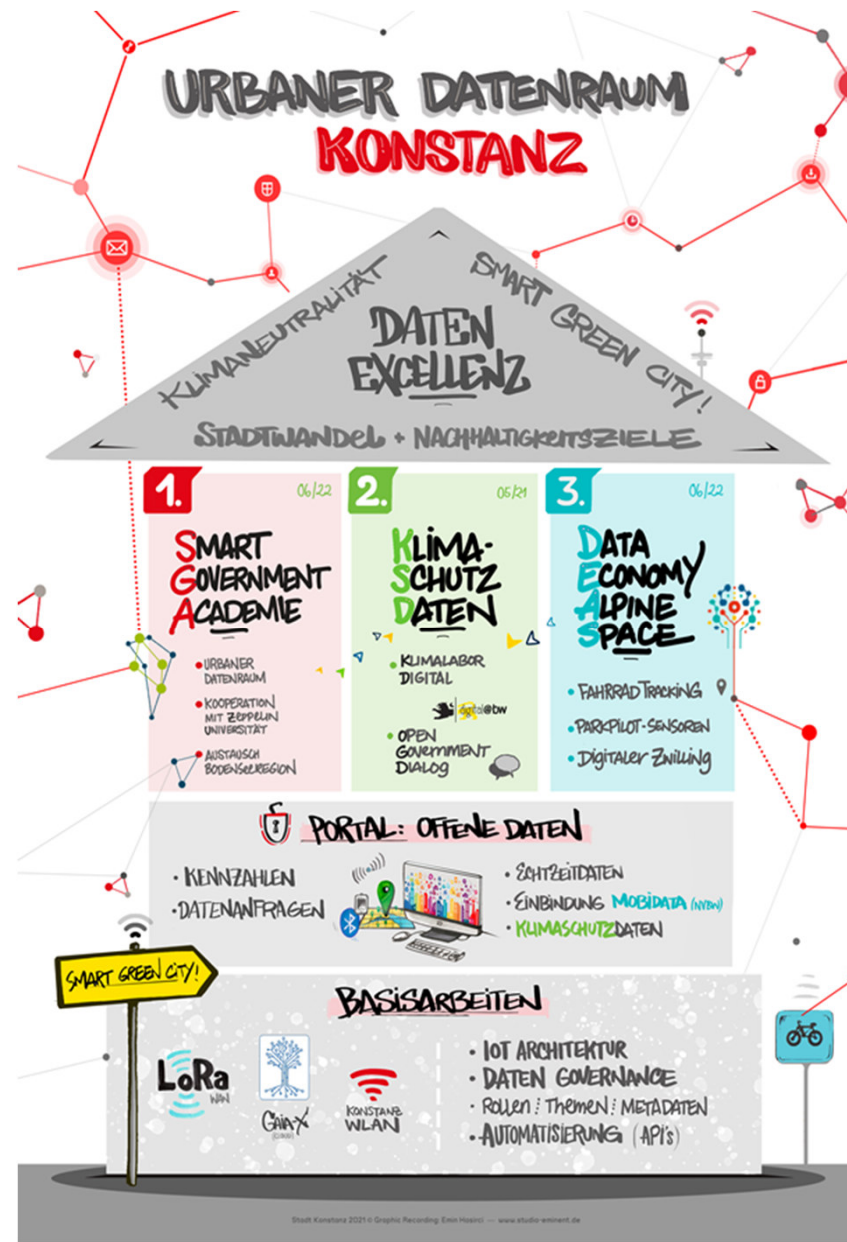 URBANER DATENRAUM
KONSTANZ
KLIMANEUTRALITÄT
SMART GREEN CITY!
DATEN
EXCELLENZ
STADTWANDEL + NACHHALTIGKEITSZIELE
1.
06/22
SMART
GOVERNMENT
ACADEMIE
• URBANER
DATENRAUM
• KOOPERATION
MIT ZEPPELIN
UNIVERSITÄT
• AUSTAUSCH
BODENSEEREGION
2.
05/21
KLIMA-
SCHUTZ
DATEN
• KLIMALABOR
DIGITAL
digital@bw
• OPEN
GOVERNMENT
DIALOG
3.
06/22
DATA
ECONOMY
ALPINE
SPACE
• FAHRRAD TRACKING
• PARKPILOT-SENSOREN
• DIGITALER ZWILLING
PORTAL: OFFENE DATEN
• KENNZAHLEN
• DATENANFRAGEN
• ECHTZEITDATEN
• EINBINDUNG MOBIDATA (NVBW)
• KLIMASCHUTZDATEN
SMART GREEN CITY!
BASISARBEITEN
LoRa
WAN
GAIA-X
KONSTANZ
WLAN
• IOT ARCHITEKTUR
• DATEN GOVERNANCE
• ROLLEN : THEMEN : METADATEN
• AUTOMATISIERUNG (API's)
Stadt Konstanz 2021 © Graphic Recording: Emin Hasirci — www.studio-eminent.de